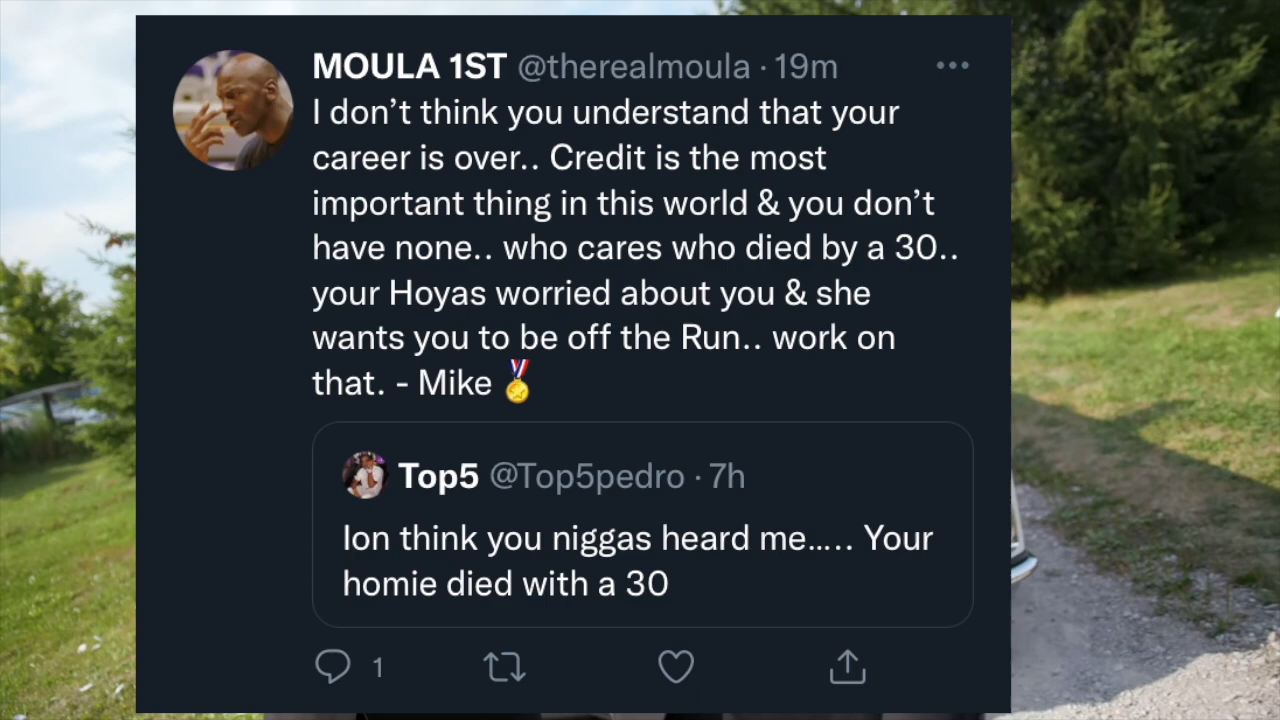 MOULA 1ST @therealmoula · 19m
I don’t think you understand that your
career is over.. Credit is the most
important thing in this world & you don’t
have none.. who cares who died by a 30..
your Hoyas worried about you & she
wants you to be off the Run.. work on
that. - Mike 🏅
Top5 @Top5pedro · 7h
Ion think you niggas heard me….. Your
homie died with a 30
1